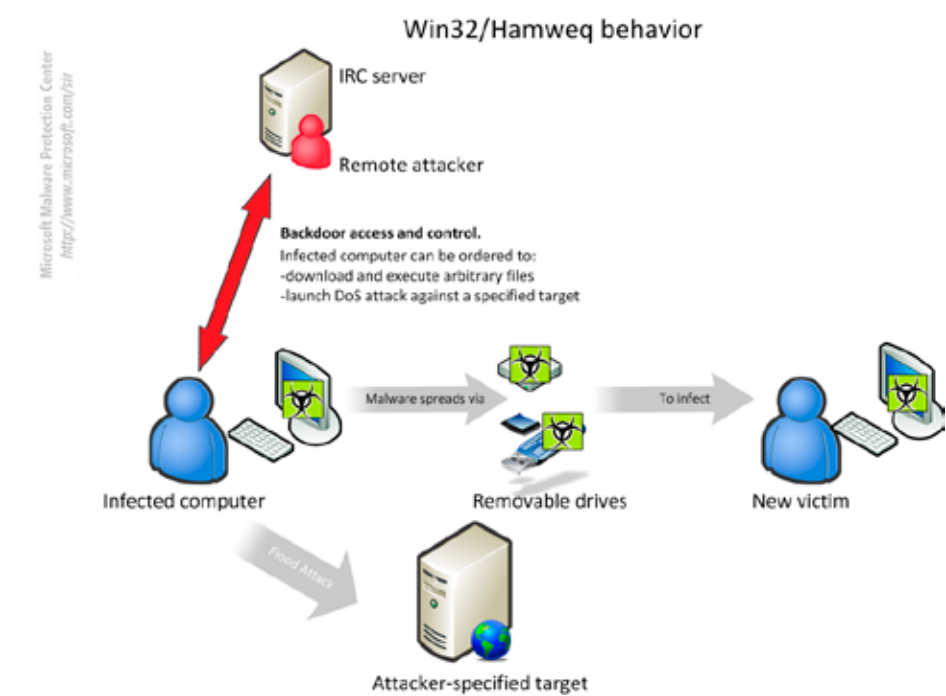 Win32/Hamweq behavior
Microsoft Malware Protection Center
http://www.microsoft.com/sir
IRC server
Remote attacker
Backdoor access and control.
Infected computer can be ordered to:
-download and execute arbitrary files
-launch DoS attack against a specified target
Malware spreads via
To infect
Infected computer
Removable drives
New victim
Flood Attack
Attacker-specified target